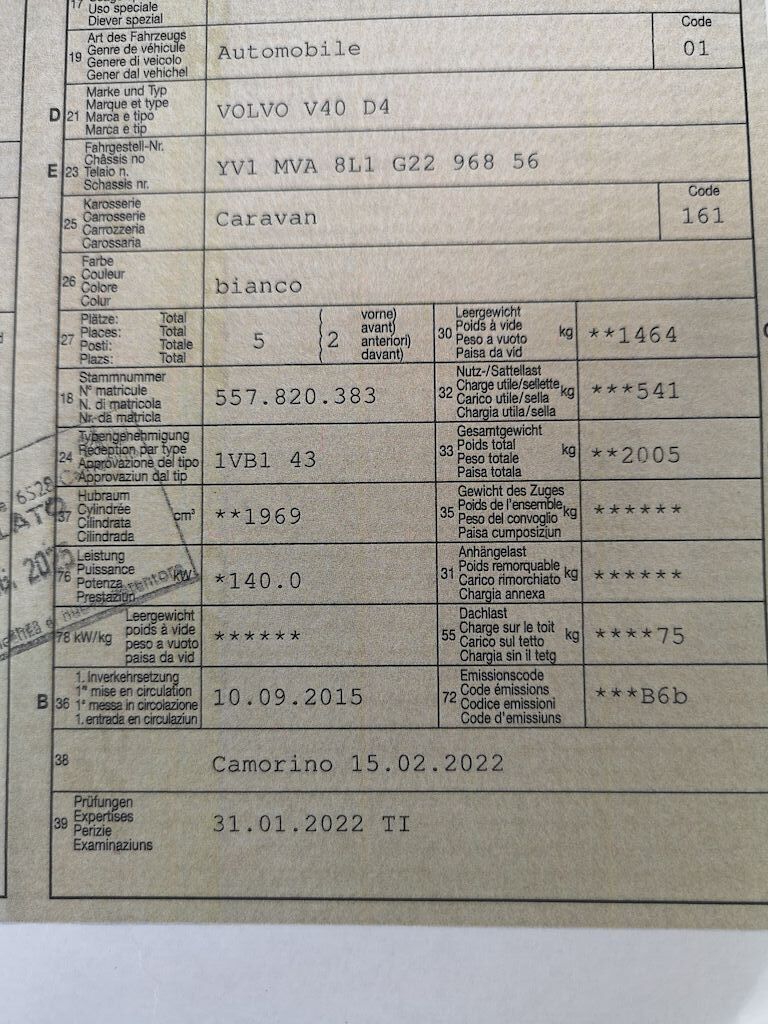 17
Uso speciale
Diever spezial
19
Art des Fahrzeugs
Genre de véhicule
Genere di veicolo
Gener dal vehichel
Automobile
Code
01
D 21
Marke und Typ
Marque et type
Marca e tipo
Marca e tip
VOLVO V40 D4
E 23
Fahrgestell-Nr.
Châssis no
Telaio n.
Schassis nr.
YV1 MVA 8L1 G22 968 56
25
Karosserie
Carrosserie
Carrozzeria
Carossaria
Caravan
Code
161
26
Farbe
Couleur
Colore
Colur
bianco
27
Plätze: Total
Places: Total
Posti: Totale
Plazs: Total
5 ( 2
vorne)
avant)
anteriori)
davant)
30
Leergewicht
Poids à vide
Peso a vuoto
Paisa da vid
kg
**1464
18
Stammnummer
N° matricule
N. di matricola
Nr. da matricla
557.820.383
32
Nutz-/Sattellast
Charge utile/sellette
Carico utile/sella
Chargia utila/sella
kg
***541
24
Typengenehmigung
Réception par type
Approvazione del tipo
Approvaziun dal tip
1VB1 43
33
Gesamtgewicht
Poids total
Peso totale
Paisa totala
kg
**2005
37
Hubraum
Cylindrée
Cilindrata
Cilindrada
cm³
**1969
35
Gewicht des Zuges
Poids de l'ensemble
Peso del convoglio
Paisa cumposiziun
kg
******
76
Leistung
Puissance
Potenza
Prestaziun
kW
*140.0
31
Anhängelast
Poids remorquable
Carico rimorchiato
Chargia annexa
kg
******
78 kW/kg
Leergewicht
poids à vide
peso a vuoto
paisa da vid
******
55
Dachlast
Charge sur le toit
Carico sul tetto
Chargia sin il tetg
kg
****75
B 36
1. Inverkehrsetzung
1re mise en circulation
1a messa in circolazione
1. entrada en circulaziun
10.09.2015
72
Emissionscode
Code émissions
Codice emissioni
Code d'emissiuns
***B6b
38
Camorino 15.02.2022
39
Prüfungen
Expertises
Perizie
Examinaziuns
31.01.2022 TI
6528